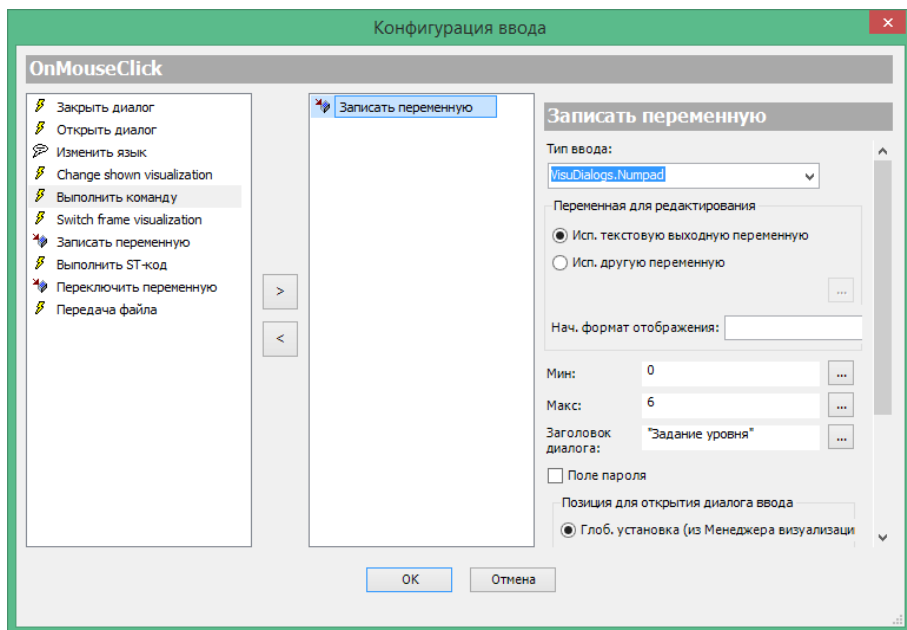 Конфигурация ввода
OnMouseClick
Закрыть диалог
Открыть диалог
Изменить язык
Change shown visualization
Выполнить команду
Switch frame visualization
Записать переменную
Выполнить ST-код
Переключить переменную
Передача файла
>
<
Записать переменную
Записать переменную
Тип ввода:
VisuDialogs.Numpad
Переменная для редактирования
Исп. текстовую выходную переменную
Исп. другую переменную
...
Нач. формат отображения:
Мин: 0 ...
Макс: 6 ...
Заголовок диалога: "Задание уровня" ...
Поле пароля
Позиция для открытия диалога ввода
Глоб. установка (из Менеджера визуализаци
OK Отмена